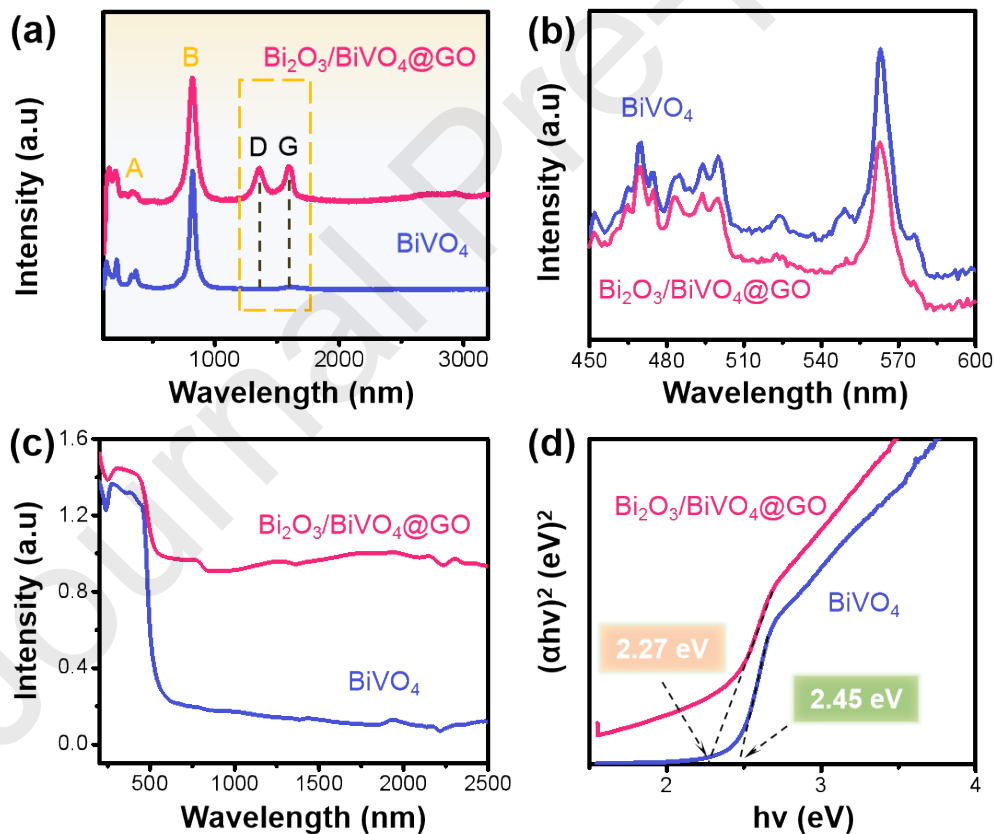 (a)
B
Bi₂O₃/BiVO₄@GO
A
D G
BiVO₄
Intensity (a.u)
1000 2000 3000
Wavelength (nm)
(b)
BiVO₄
Bi₂O₃/BiVO₄@GO
Intensity (a.u)
450 480 510 540 570 600
Wavelength (nm)
(c)
1.6
1.2
0.8
0.4
0.0
Bi₂O₃/BiVO₄@GO
BiVO₄
Intensity (a.u)
500 1000 1500 2000 2500
Wavelength (nm)
(d)
Bi₂O₃/BiVO₄@GO
BiVO₄
2.27 eV
2.45 eV
(αhν)² (eV)²
2 3 4
hν (eV)
Journal Pre-